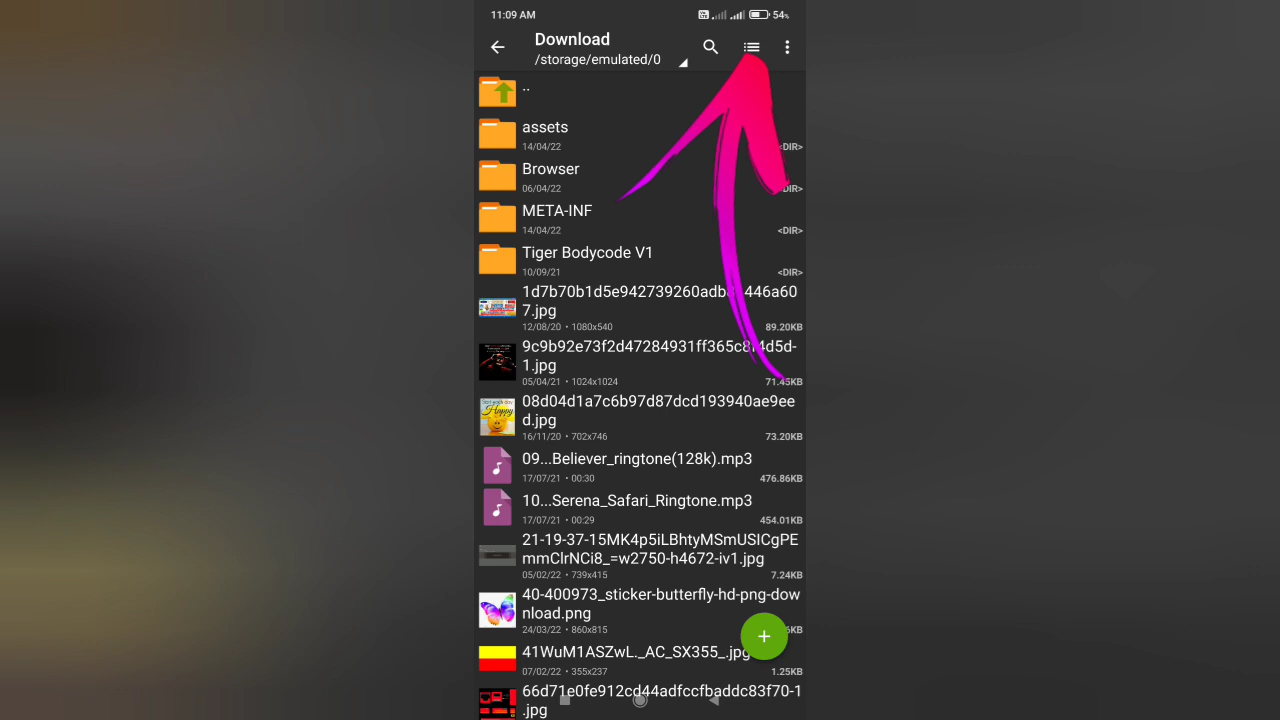 11:09 AM
54%
Download
/storage/emulated/0
..
assets
14/04/22
<DIR>
Browser
06/04/22
<DIR>
META-INF
14/04/22
<DIR>
Tiger Bodycode V1
10/09/21
<DIR>
7.jpg
12/08/20 • 1080x540
89.20KB
1.jpg
05/04/21 • 1024x1024
71.45KB
08d04d1a7c6b97d87dcd193940ae9ee
d.jpg
16/11/20 • 702x746
73.20KB
09...Believer_ringtone(128k).mp3
17/07/21 • 00:30
476.86KB
10...Serena_Safari_Ringtone.mp3
17/07/21 • 00:29
454.01KB
21-19-37-15MK4p5iLBhtyMSmUSICgPE
emmClrNCi8_=w2750-h4672-iv1.jpg
05/02/22 • 739x415
7.24KB
40-400973_sticker-butterfly-hd-png-dow
nload.png
24/03/22 • 860x815
41WuM1ASZwL._AC_SX355_.jpg
07/02/22 • 355x237
1.25KB
66d71e0fe912cd44adfccfbaddc83f70-1
.jpg